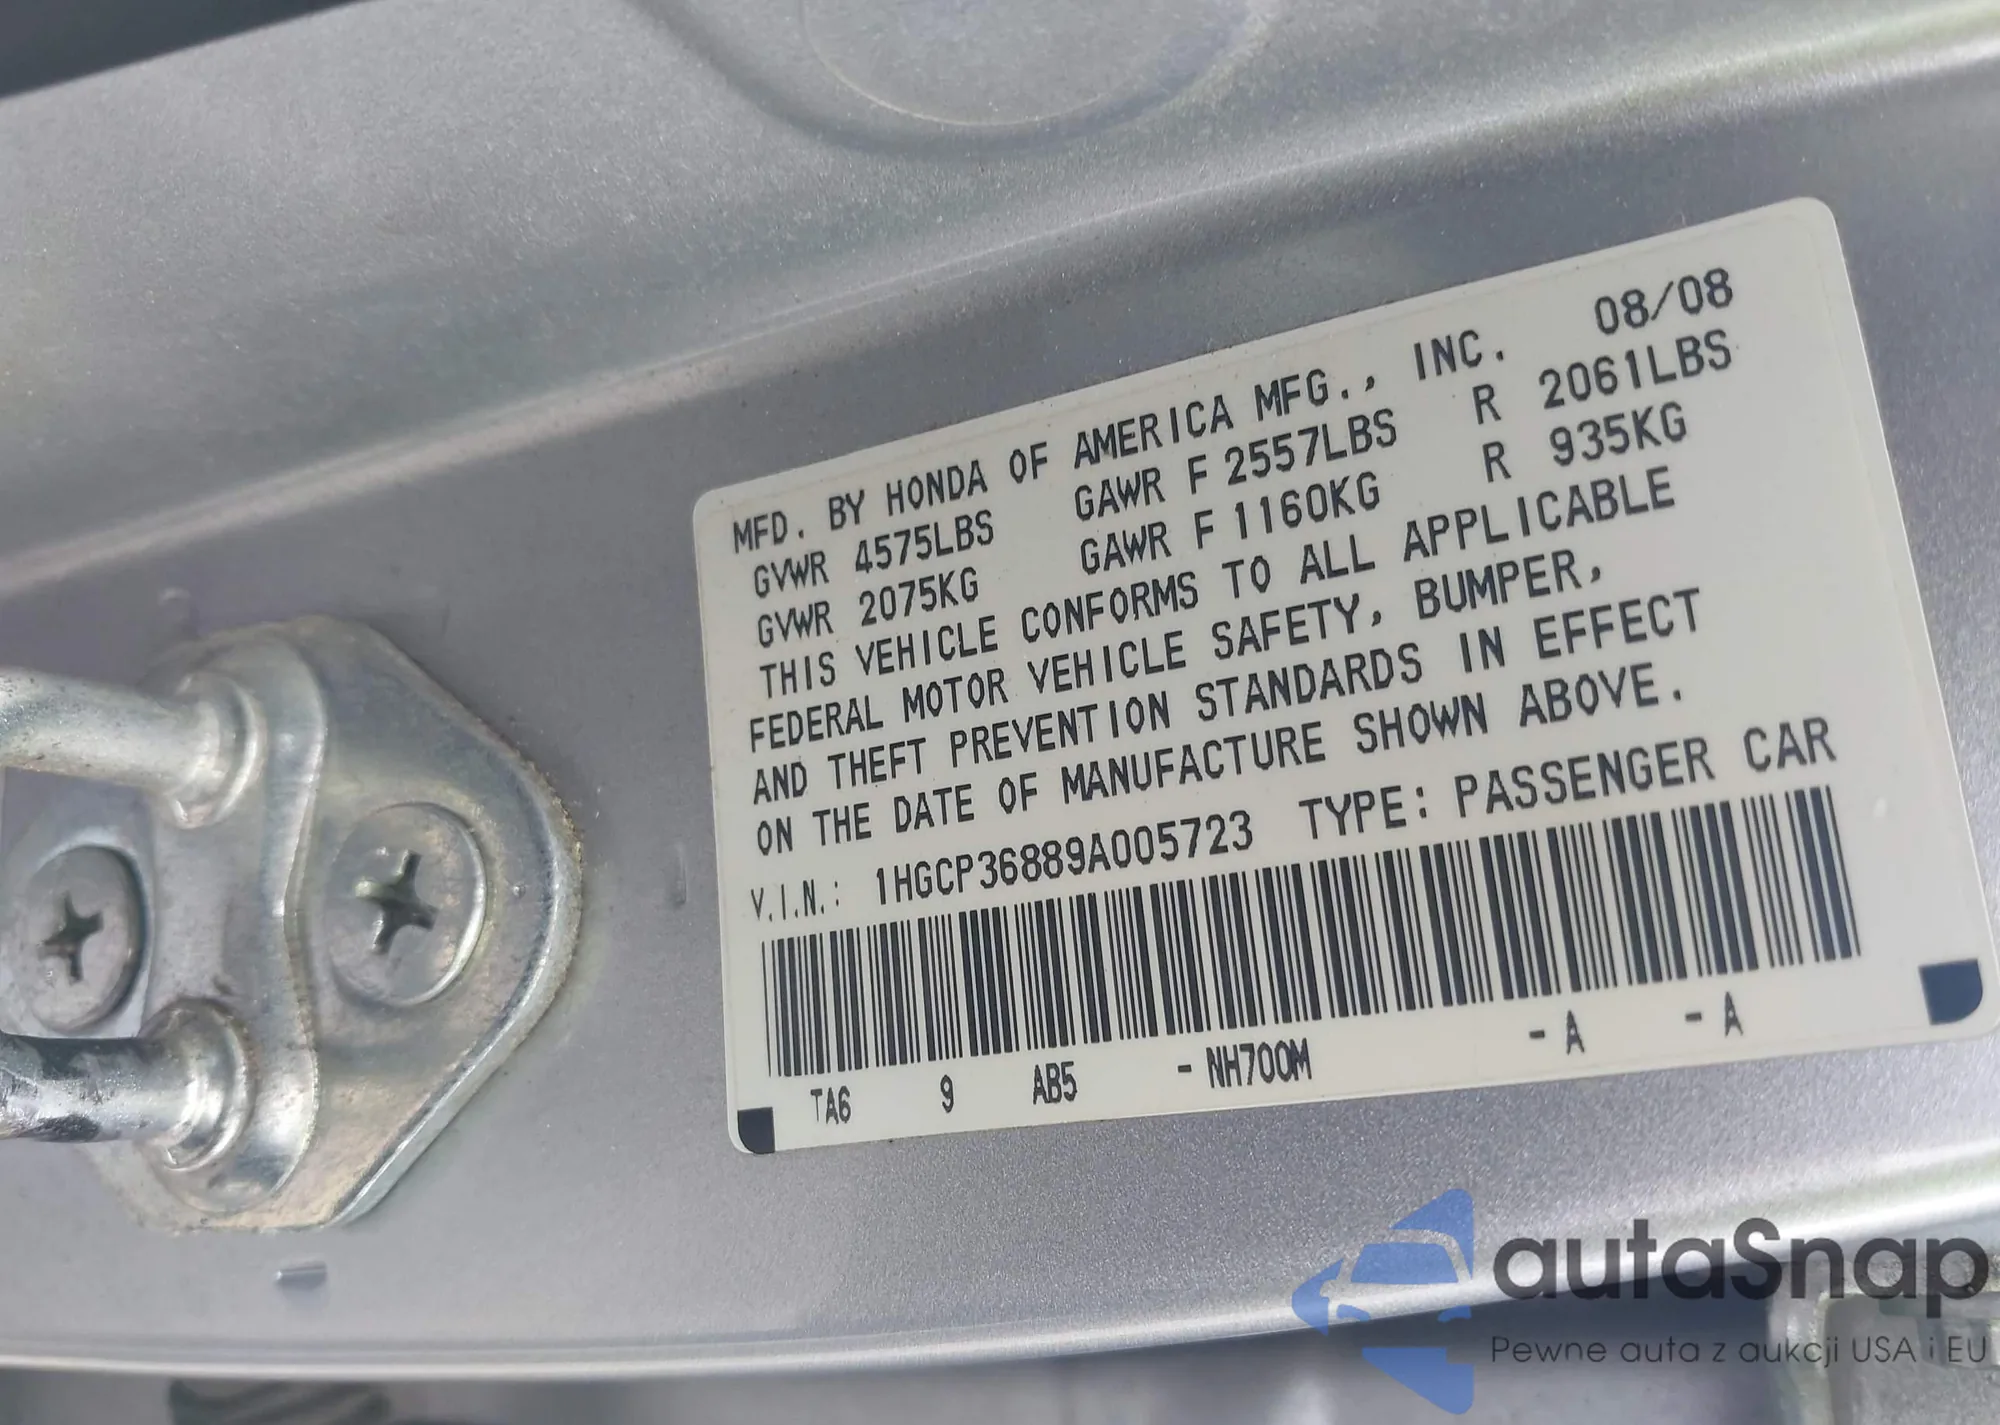 MFD. BY HONDA OF AMERICA MFG., INC. 08/08
GVWR 4575LBS GAWR F 2557LBS R 2061LBS
GVWR 2075KG GAWR F 1160KG R 935KG
THIS VEHICLE CONFORMS TO ALL APPLICABLE
FEDERAL MOTOR VEHICLE SAFETY, BUMPER,
AND THEFT PREVENTION STANDARDS IN EFFECT
ON THE DATE OF MANUFACTURE SHOWN ABOVE.
V.I.N.: 1HGCP36889A005723 TYPE: PASSENGER CAR
TA6 9 AB5 -NH700M -A -A
autaSnap
Pewne auta z aukcji USA i EU